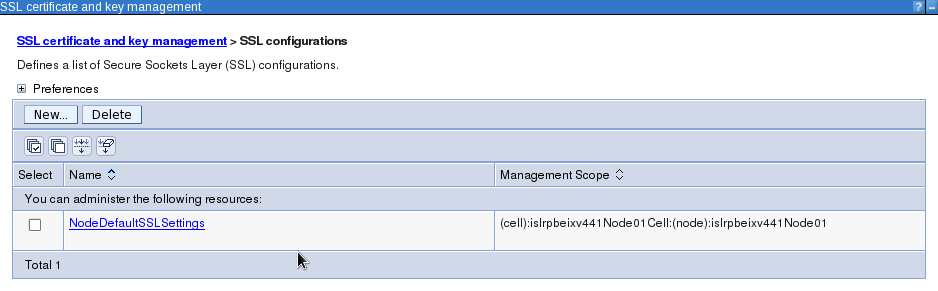 SSL certificate and key management ? –
SSL certificate and key management > SSL configurations
Defines a list of Secure Sockets Layer (SSL) configurations.
+ Preferences
New... Delete
Select Name Management Scope
You can administer the following resources:
NodeDefaultSSLSettings (cell):islrpbeixv441Node01Cell:(node):islrpbeixv441Node01
Total 1